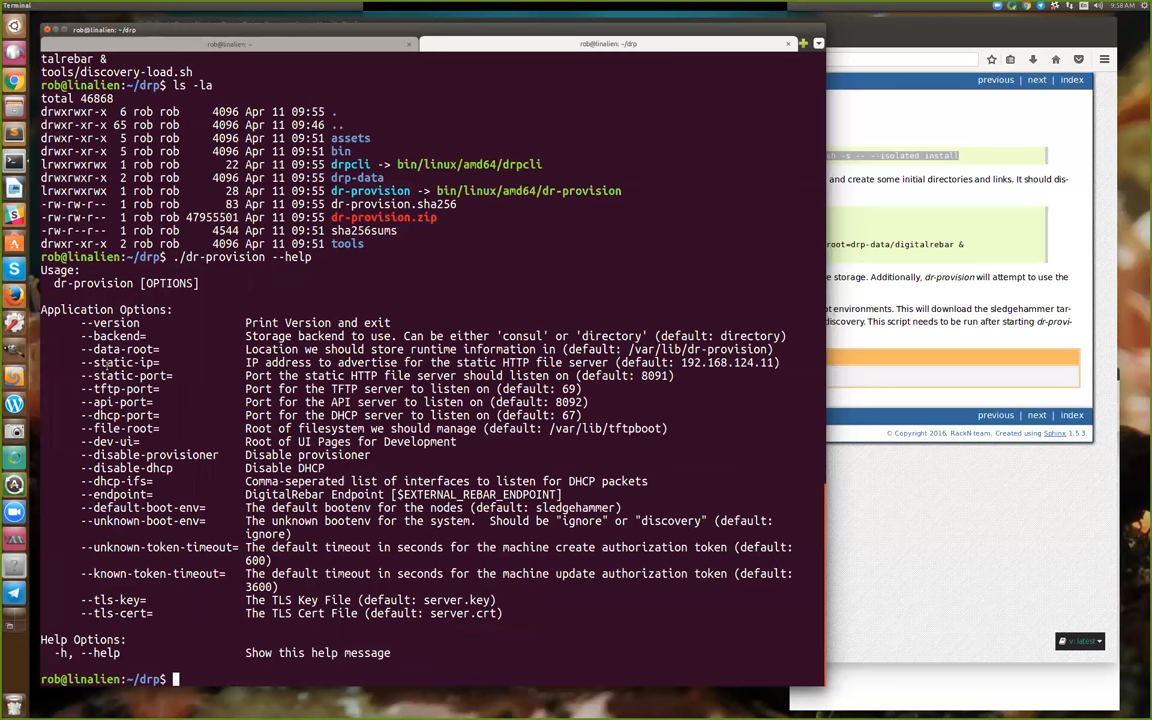 Terminal
En
9:58 AM
rob@linalien: ~/drp
rob@linalien: ~
rob@linalien: ~/drp
talrebar &
tools/discovery-load.sh
rob@linalien:~/drp$ ls -la
total 46868
drwxrwxr-x  6 rob rob     4096 Apr 11 09:55 .
drwxr-xr-x 65 rob rob     4096 Apr 11 09:46 ..
drwxr-xr-x  5 rob rob     4096 Apr 11 09:51 assets
drwxr-xr-x  5 rob rob     4096 Apr 11 09:51 bin
lrwxrwxrwx  1 rob rob       22 Apr 11 09:55 drpcli -> bin/linux/amd64/drpcli
drwxrwxr-x  2 rob rob     4096 Apr 11 09:55 drp-data
lrwxrwxrwx  1 rob rob       28 Apr 11 09:55 dr-provision -> bin/linux/amd64/dr-provision
-rw-rw-r--  1 rob rob       83 Apr 11 09:51 dr-provision.sha256
-rw-rw-r--  1 rob rob 47955501 Apr 11 09:51 dr-provision.zip
-rw-r--r--  1 rob rob     4544 Apr 11 09:51 sha256sums
drwxr-xr-x  2 rob rob     4096 Apr 11 09:51 tools
rob@linalien:~/drp$ ./dr-provision --help
Usage:
  dr-provision [OPTIONS]
Application Options:
      --version                Print Version and exit
      --backend=               Storage backend to use. Can be either 'consul' or 'directory' (default: directory)
      --data-root=             Location we should store runtime information in (default: /var/lib/dr-provision)
      --static-ip=             IP address to advertise for the static HTTP file server (default: 192.168.124.11)
      --static-port=           Port the static HTTP file server should listen on (default: 8091)
      --tftp-port=             Port for the TFTP server to listen on (default: 69)
      --api-port=              Port for the API server to listen on (default: 8092)
      --dhcp-port=             Port for the DHCP server to listen on (default: 67)
      --file-root=             Root of filesystem we should manage (default: /var/lib/tftpboot)
      --dev-ui=                Root of UI Pages for Development
      --disable-provisioner    Disable provisioner
      --disable-dhcp           Disable DHCP
      --dhcp-ifs=              Comma-seperated list of interfaces to listen for DHCP packets
      --endpoint=              DigitalRebar Endpoint [$EXTERNAL_REBAR_ENDPOINT]
      --default-boot-env=      The default bootenv for the nodes (default: sledgehammer)
      --unknown-boot-env=      The unknown bootenv for the system.  Should be "ignore" or "discovery" (default:
                               ignore)
      --unknown-token-timeout= The default timeout in seconds for the machine create authorization token (default:
                               600)
      --known-token-timeout=   The default timeout in seconds for the machine update authorization token (default:
                               3600)
      --tls-key=               The TLS Key File (default: server.key)
      --tls-cert=              The TLS Cert File (default: server.crt)
Help Options:
  -h, --help                   Show this help message
rob@linalien:~/drp$
previous | next | index
sh -s -- --isolated install
and create some initial directories and links. It should dis-
root=drp-data/digitalrebar &
e storage. Additionally, dr-provision will attempt to use the
ot environments. This will download the sledgehammer tar-
discovery. This script needs to be run after starting dr-provi-
previous | next | index
© Copyright 2016, RackN team. Created using Sphinx 1.5.3.
v: latest